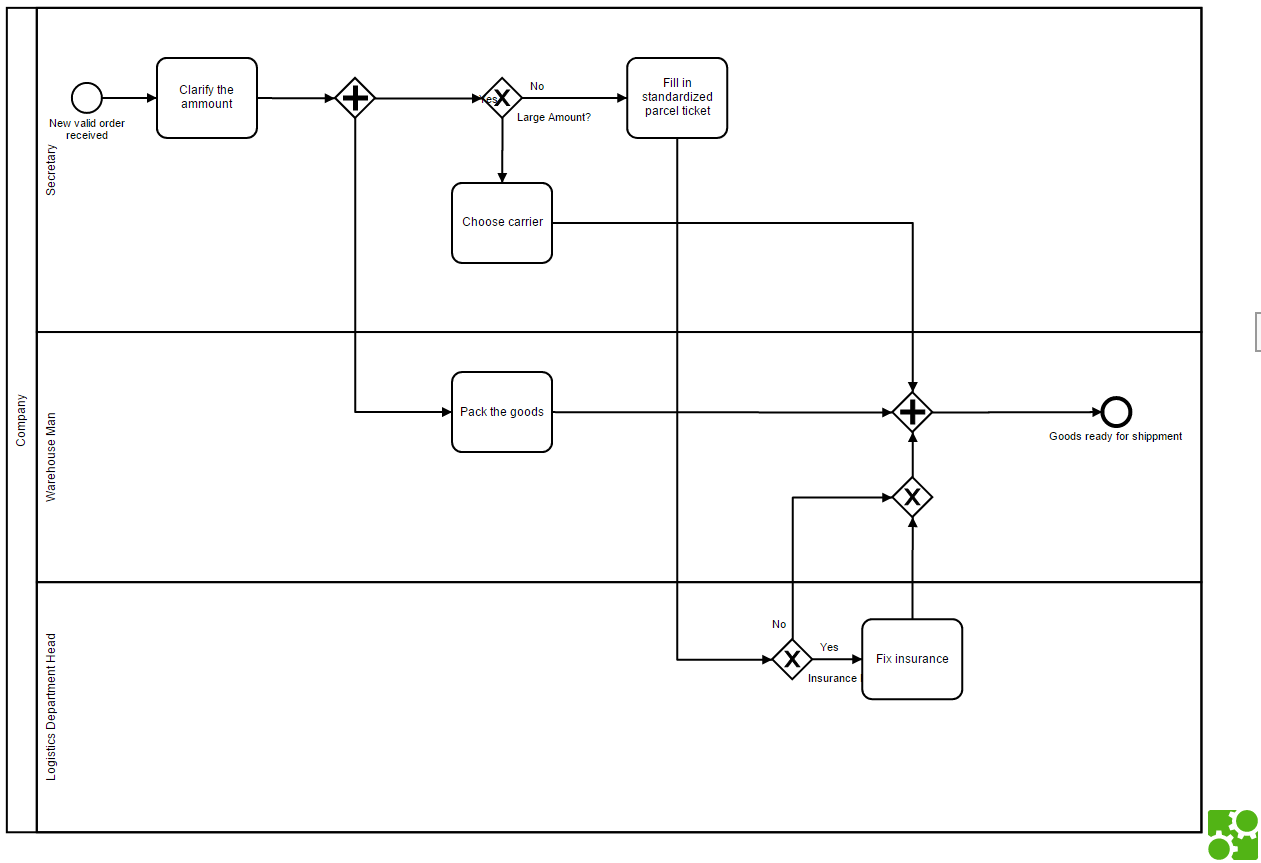 Company
Secretary
New valid order
received
Clarify the
ammount
Yes
No
Large Amount?
Fill in
standardized
parcel ticket
Choose carrier
Warehouse Man
Pack the goods
Goods ready for shippment
Logistics Department Head
No
Yes
Insurance
Fix insurance